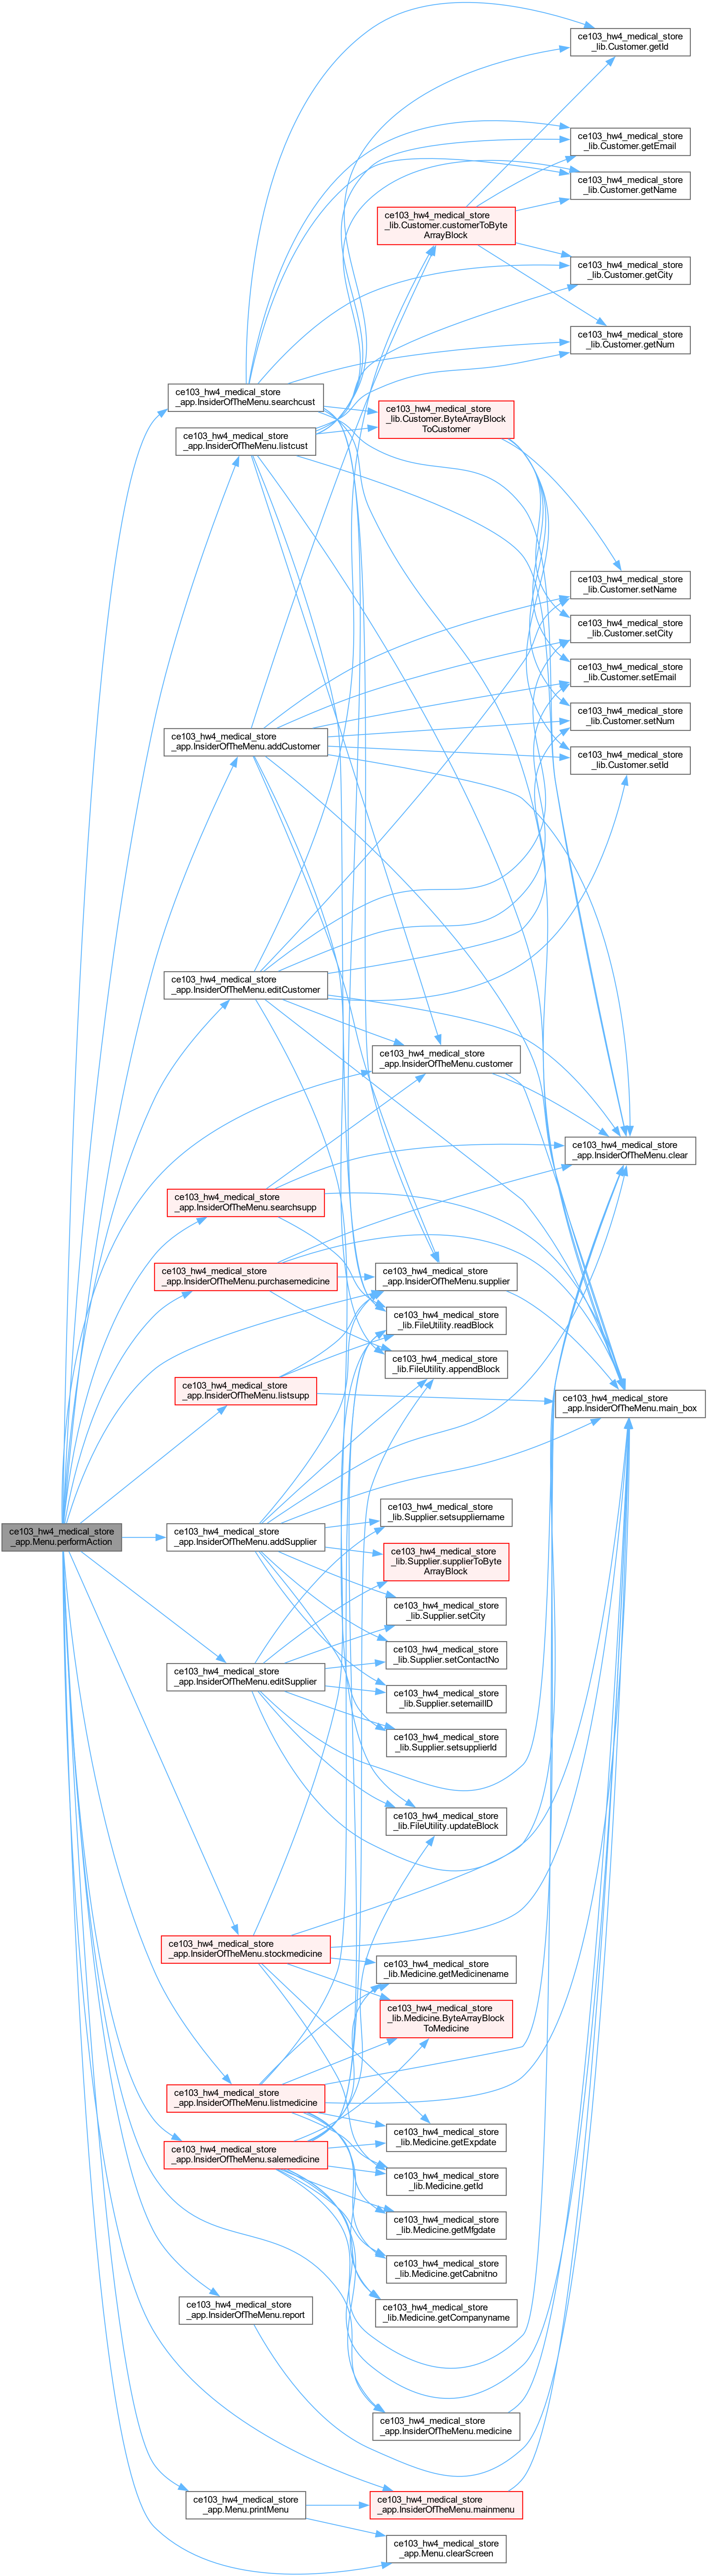 ce103_hw4_medical_store
_lib.Customer.getId
ce103_hw4_medical_store
_lib.Customer.getEmail
ce103_hw4_medical_store
_lib.Customer.getName
ce103_hw4_medical_store
_lib.Customer.customerToByte
ArrayBlock
ce103_hw4_medical_store
_lib.Customer.getCity
ce103_hw4_medical_store
_lib.Customer.getNum
ce103_hw4_medical_store
_app.InsiderOfTheMenu.searchcust
ce103_hw4_medical_store
_lib.Customer.ByteArrayBlock
ToCustomer
ce103_hw4_medical_store
_app.InsiderOfTheMenu.listcust
ce103_hw4_medical_store
_lib.Customer.setName
ce103_hw4_medical_store
_lib.Customer.setCity
ce103_hw4_medical_store
_lib.Customer.setEmail
ce103_hw4_medical_store
_lib.Customer.setNum
ce103_hw4_medical_store
_app.InsiderOfTheMenu.addCustomer
ce103_hw4_medical_store
_lib.Customer.setId
ce103_hw4_medical_store
_app.InsiderOfTheMenu.editCustomer
ce103_hw4_medical_store
_app.InsiderOfTheMenu.customer
ce103_hw4_medical_store
_app.InsiderOfTheMenu.clear
ce103_hw4_medical_store
_app.InsiderOfTheMenu.searchsupp
ce103_hw4_medical_store
_app.InsiderOfTheMenu.purchasemedicine
ce103_hw4_medical_store
_app.InsiderOfTheMenu.supplier
ce103_hw4_medical_store
_lib.FileUtility.readBlock
ce103_hw4_medical_store
_lib.FileUtility.appendBlock
ce103_hw4_medical_store
_app.InsiderOfTheMenu.listsupp
ce103_hw4_medical_store
_app.InsiderOfTheMenu.main_box
ce103_hw4_medical_store
_lib.Supplier.setsuppliername
ce103_hw4_medical_store
_app.Menu.performAction
ce103_hw4_medical_store
_app.InsiderOfTheMenu.addSupplier
ce103_hw4_medical_store
_lib.Supplier.supplierToByte
ArrayBlock
ce103_hw4_medical_store
_lib.Supplier.setCity
ce103_hw4_medical_store
_lib.Supplier.setContactNo
ce103_hw4_medical_store
_app.InsiderOfTheMenu.editSupplier
ce103_hw4_medical_store
_lib.Supplier.setemailID
ce103_hw4_medical_store
_lib.Supplier.setsupplierId
ce103_hw4_medical_store
_lib.FileUtility.updateBlock
ce103_hw4_medical_store
_app.InsiderOfTheMenu.stockmedicine
ce103_hw4_medical_store
_lib.Medicine.getMedicinename
ce103_hw4_medical_store
_lib.Medicine.ByteArrayBlock
ToMedicine
ce103_hw4_medical_store
_app.InsiderOfTheMenu.listmedicine
ce103_hw4_medical_store
_lib.Medicine.getExpdate
ce103_hw4_medical_store
_app.InsiderOfTheMenu.salemedicine
ce103_hw4_medical_store
_lib.Medicine.getId
ce103_hw4_medical_store
_lib.Medicine.getMfgdate
ce103_hw4_medical_store
_lib.Medicine.getCabnitno
ce103_hw4_medical_store
_app.InsiderOfTheMenu.report
ce103_hw4_medical_store
_lib.Medicine.getCompanyname
ce103_hw4_medical_store
_app.InsiderOfTheMenu.medicine
ce103_hw4_medical_store
_app.Menu.printMenu
ce103_hw4_medical_store
_app.InsiderOfTheMenu.mainmenu
ce103_hw4_medical_store
_app.Menu.clearScreen